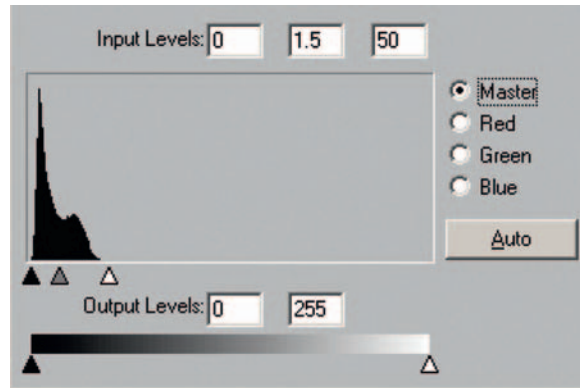 Input Levels: 0 1.5 50
Master
Red
Green
Blue
Auto
Output Levels: 0 255